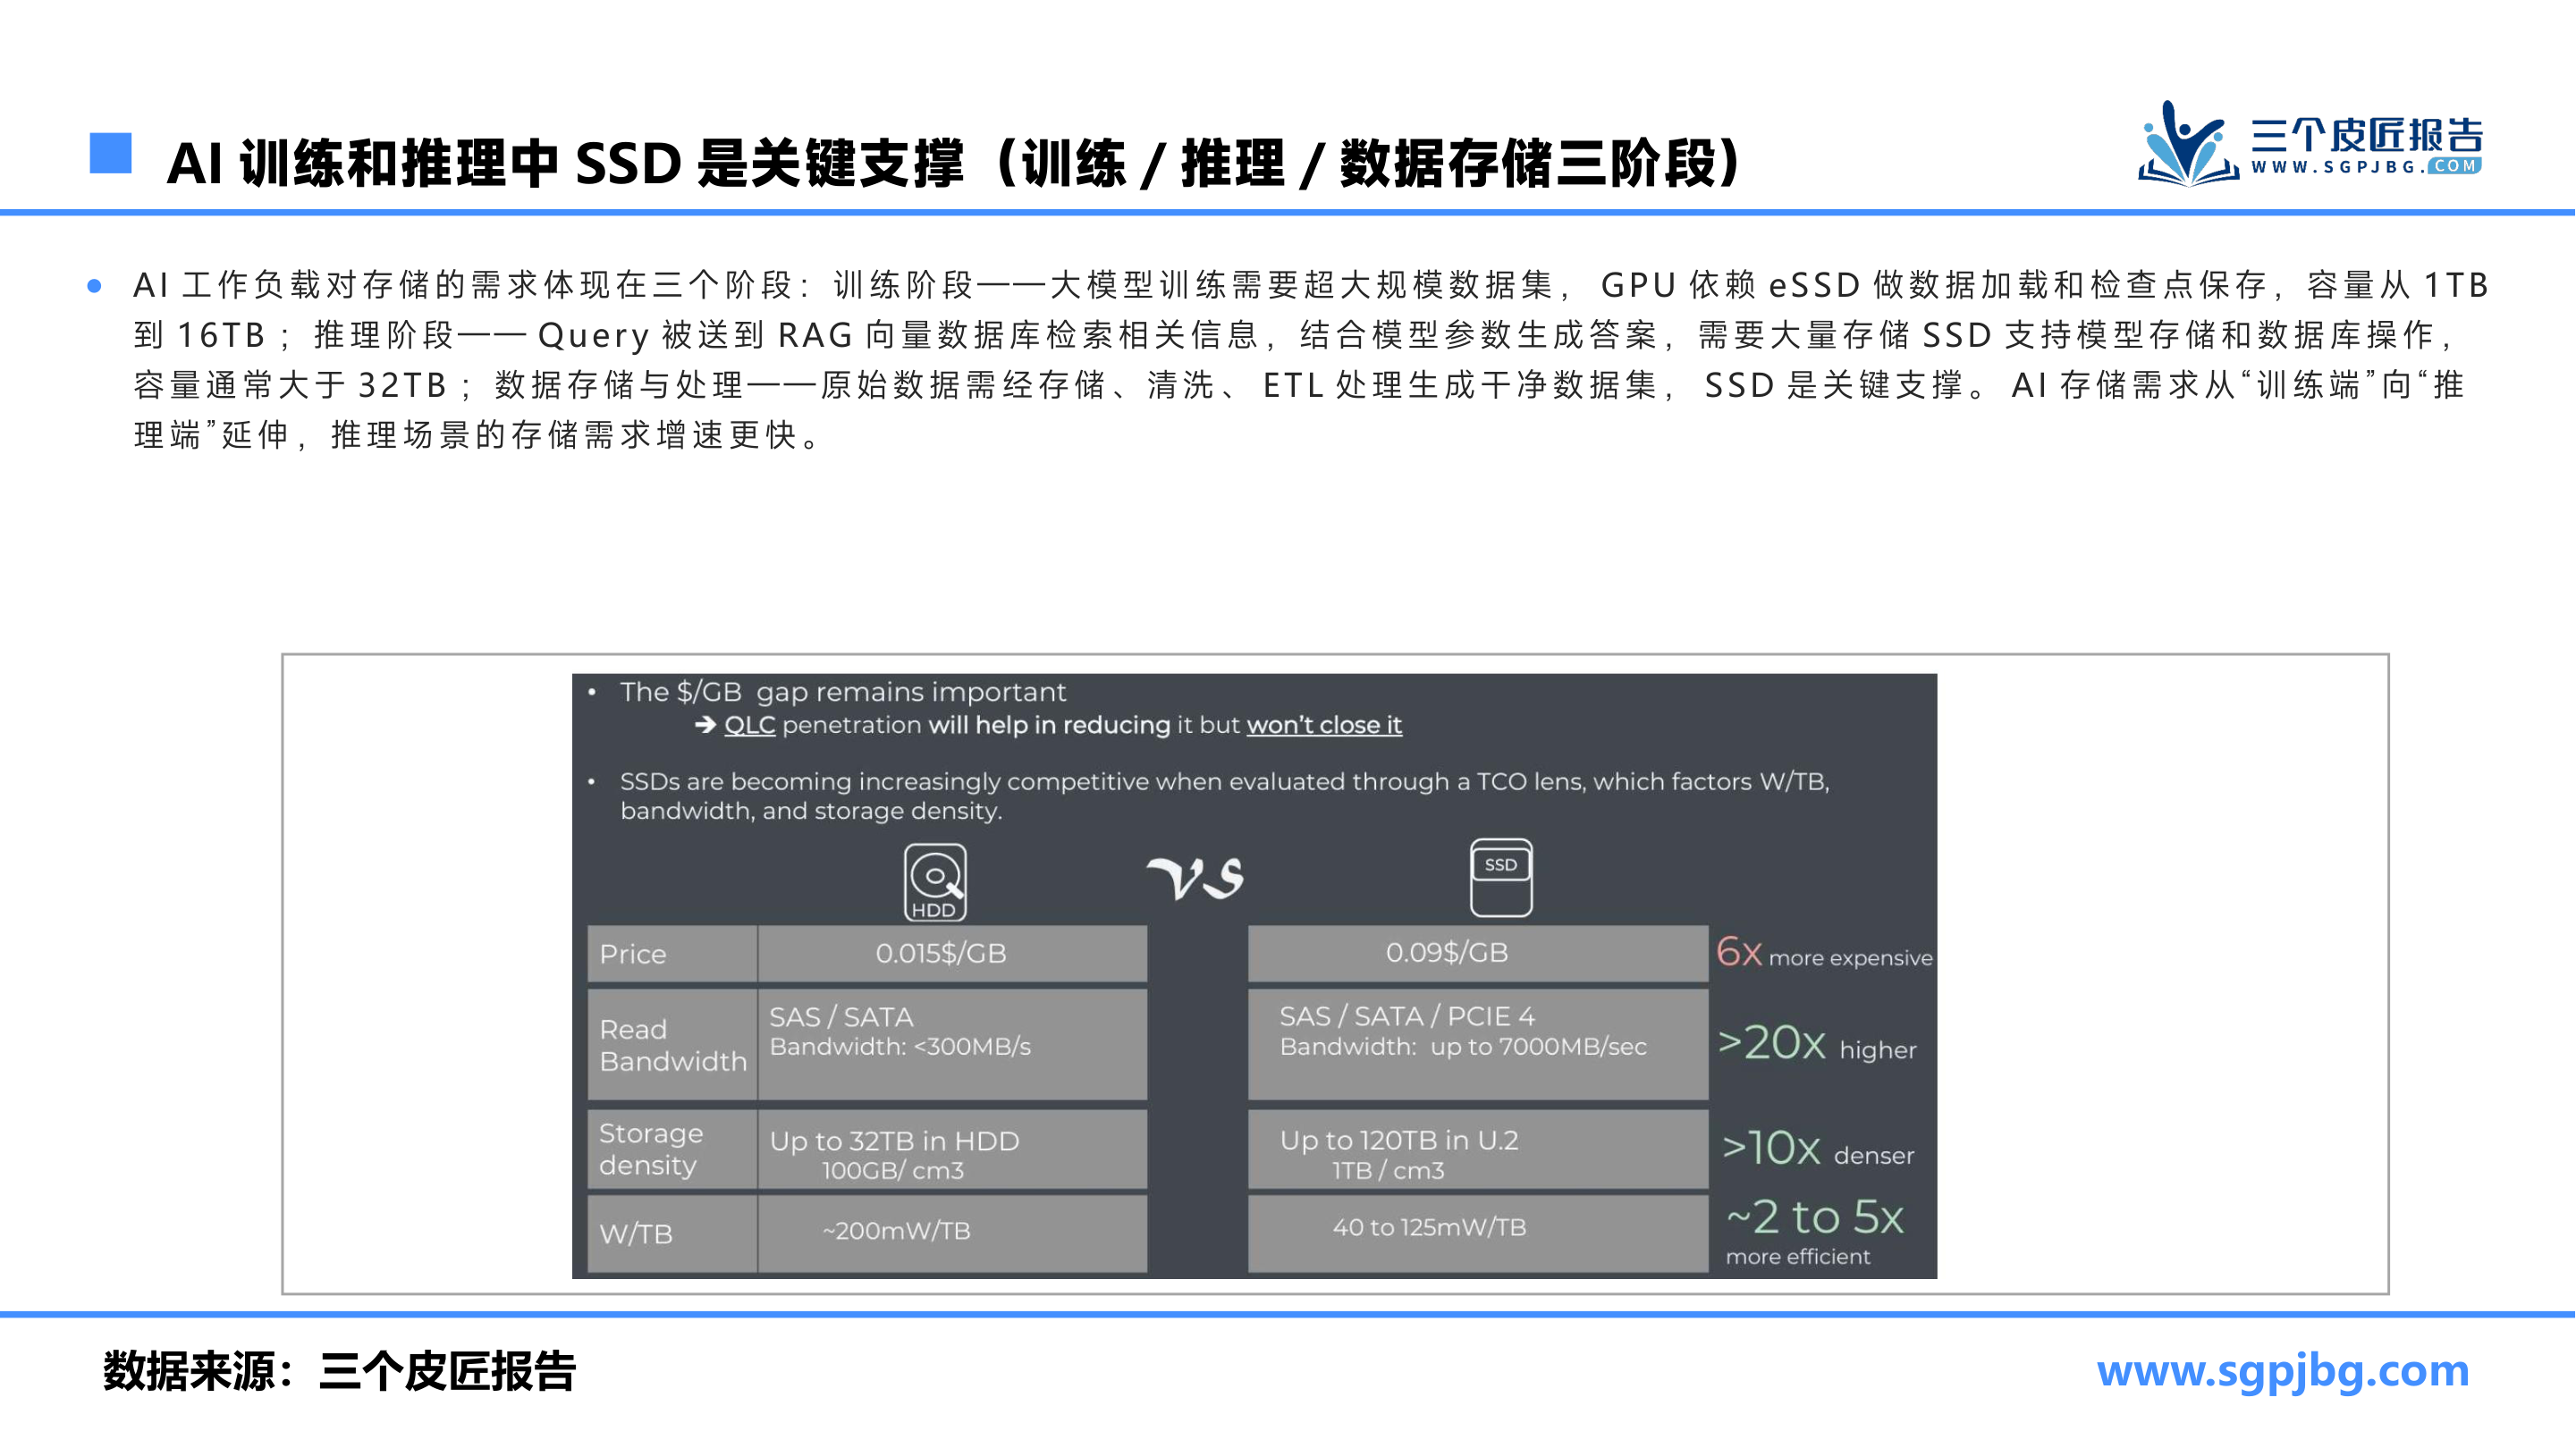 AI 训练和推理中 SSD 是关键支撑（训练 / 推理 / 数据存储三阶段）
三个皮匠报告
WWW.SGPJBG.COM
AI 工作负载对存储的需求体现在三个阶段：训练阶段——大模型训练需要超大规模数据集， GPU 依赖 eSSD 做数据加载和检查点保存，容量从 1TB
到 16TB ；推理阶段—— Query 被送到 RAG 向量数据库检索相关信息，结合模型参数生成答案，需要大量存储 SSD 支持模型存储和数据库操作，
容量通常大于 32TB ；数据存储与处理——原始数据需经存储、清洗、 ETL 处理生成干净数据集， SSD 是关键支撑。 AI 存储需求从“训练端”向“推
理端”延伸，推理场景的存储需求增速更快。
• The $/GB gap remains important
➔ QLC penetration will help in reducing it but won’t close it
• SSDs are becoming increasingly competitive when evaluated through a TCO lens, which factors W/TB,
bandwidth, and storage density.
HDD
VS
SSD
Price
0.015$/GB
0.09$/GB
6x more expensive
Read
Bandwidth
SAS / SATA
Bandwidth: <300MB/s
SAS / SATA / PCIE 4
Bandwidth: up to 7000MB/sec
>20x higher
Storage
density
Up to 32TB in HDD
100GB/ cm3
Up to 120TB in U.2
1TB / cm3
>10x denser
W/TB
~200mW/TB
40 to 125mW/TB
~2 to 5x
more efficient
数据来源：三个皮匠报告
www.sgpjbg.com